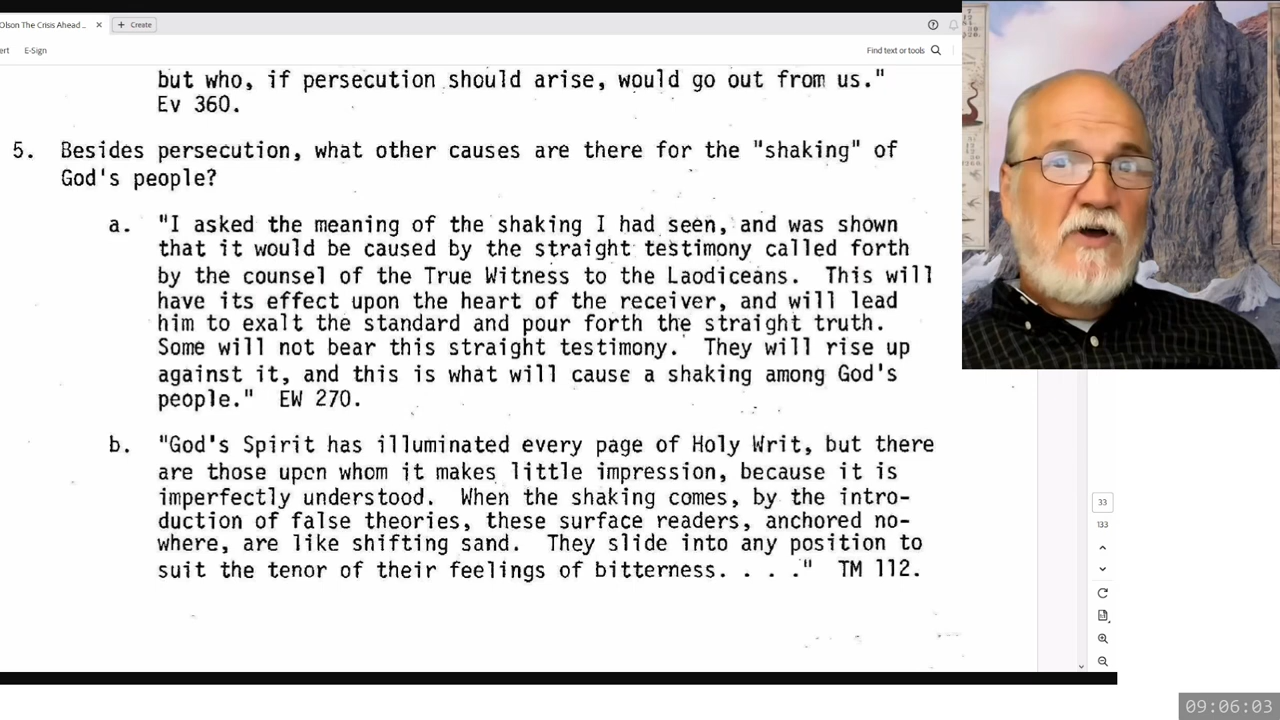 Olson The Crisis Ahead ..
× + Create
ert E-Sign
Find text or tools
but who, if persecution should arise, would go out from us."
Ev 360.
5. Besides persecution, what other causes are there for the "shaking" of
God's people?
a. "I asked the meaning of the shaking I had seen, and was shown
that it would be caused by the straight testimony called forth
by the counsel of the True Witness to the Laodiceans. This will
have its effect upon the heart of the receiver, and will lead
him to exalt the standard and pour forth the straight truth.
Some will not bear this straight testimony. They will rise up
against it, and this is what will cause a shaking among God's
people." EW 270.
b. "God's Spirit has illuminated every page of Holy Writ, but there
are those upon whom it makes little impression, because it is
imperfectly understood. When the shaking comes, by the intro-
duction of false theories, these surface readers, anchored no-
where, are like shifting sand. They slide into any position to
suit the tenor of their feelings of bitterness. . . ." TM 112.
33
133
09:06:03